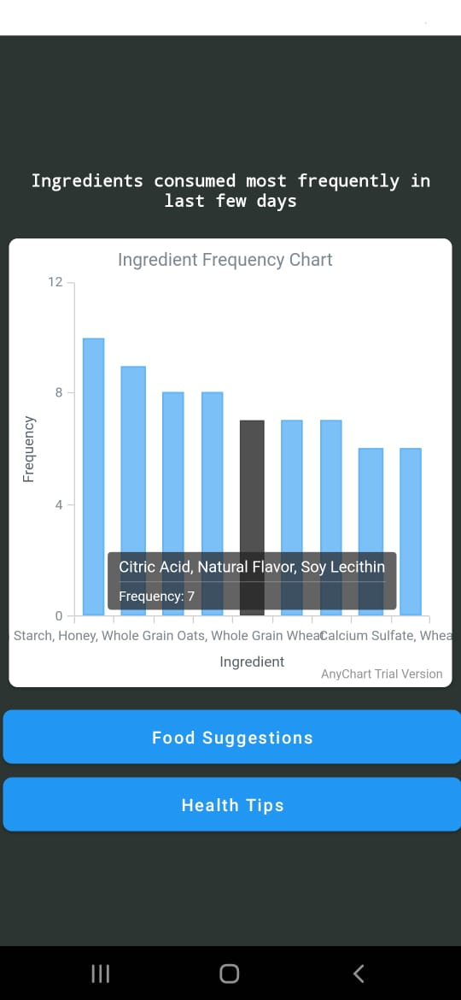 Ingredients consumed most frequently in
last few days
Ingredient Frequency Chart
12
8
4
0
Frequency
Citric Acid, Natural Flavor, Soy Lecithin
Frequency: 7
Starch, Honey, Whole Grain Oats, Whole Grain Whea
Calcium Sulfate, Whea
Ingredient
AnyChart Trial Version
Food Suggestions
Health Tips